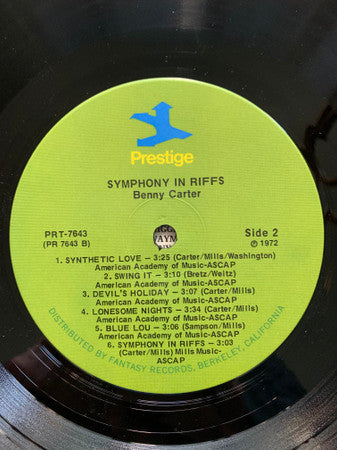 Prestige
SYMPHONY IN RIFFS
Benny Carter
PRT-7643
(PR 7643 B)
Side 2
℗ 1972
1. SYNTHETIC LOVE – 3:25 (Carter/Mills/Washington)
American Academy of Music-ASCAP
2. SWING IT – 3:10 (Bretz/Weitz)
American Academy of Music-ASCAP
3. DEVIL'S HOLIDAY – 3:07 (Carter/Mills)
American Academy of Music-ASCAP
4. LONESOME NIGHTS – 3:34 (Carter/Mills)
American Academy of Music-ASCAP
5. BLUE LOU – 3:06 (Sampson/Mills)
American Academy of Music-ASCAP
6. SYMPHONY IN RIFFS – 3:03
(Carter/Mills) Mills Music-
ASCAP
DISTRIBUTED BY FANTASY RECORDS, BERKELEY, CALIFORNIA